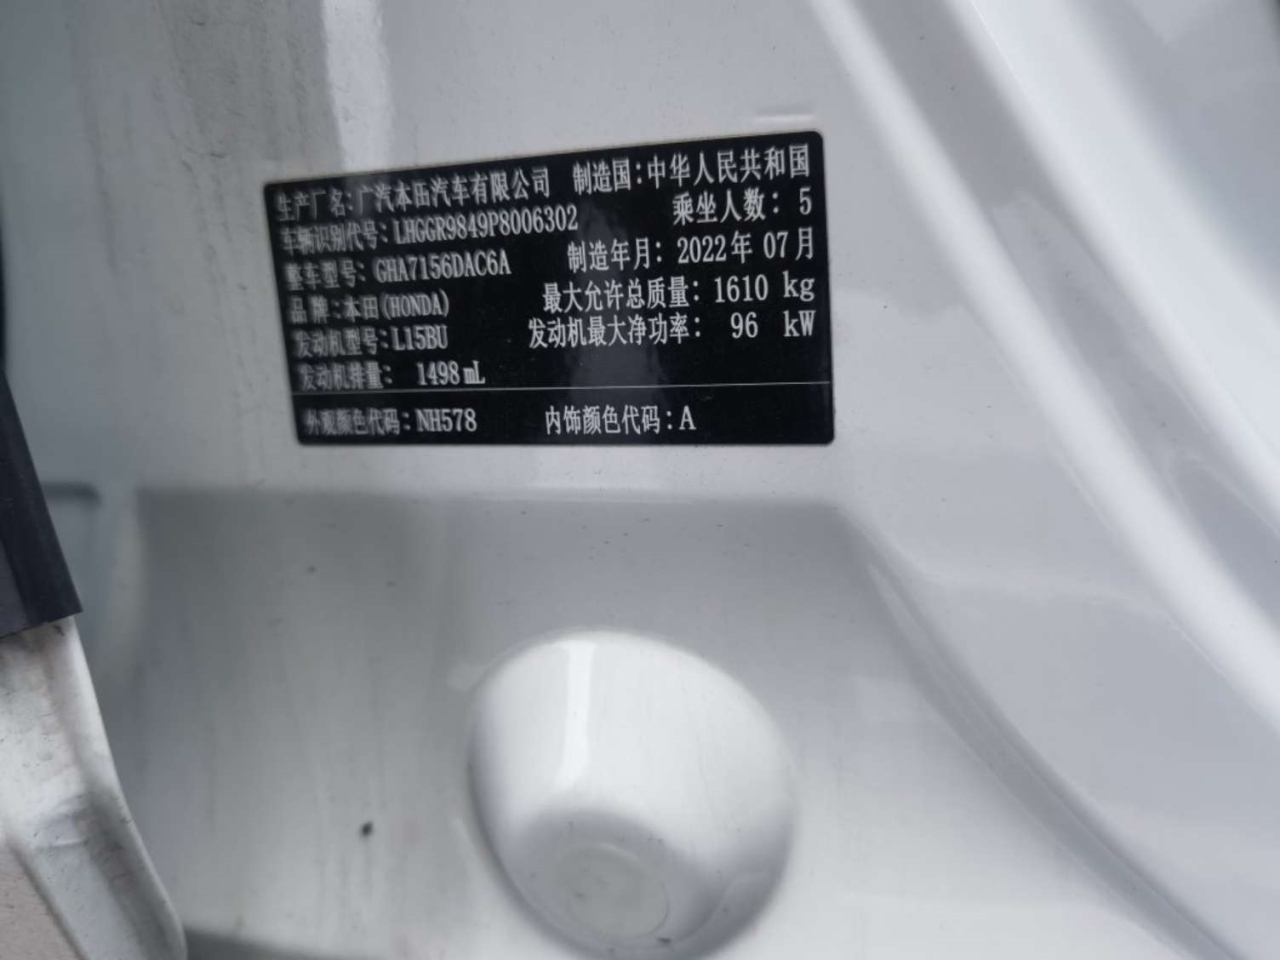 生产厂名:广汽本田汽车有限公司 制造国:中华人民共和国
车辆识别代号:LHGGR9849P8006302 乘坐人数: 5
整车型号: GHA7156DAC6A 制造年月: 2022年 07月
品牌:本田(HONDA) 最大允许总质量: 1610 kg
发动机型号:L15BU 发动机最大净功率: 96 kW
发动机排量: 1498 mL
外观颜色代码: NH578 内饰颜色代码: A